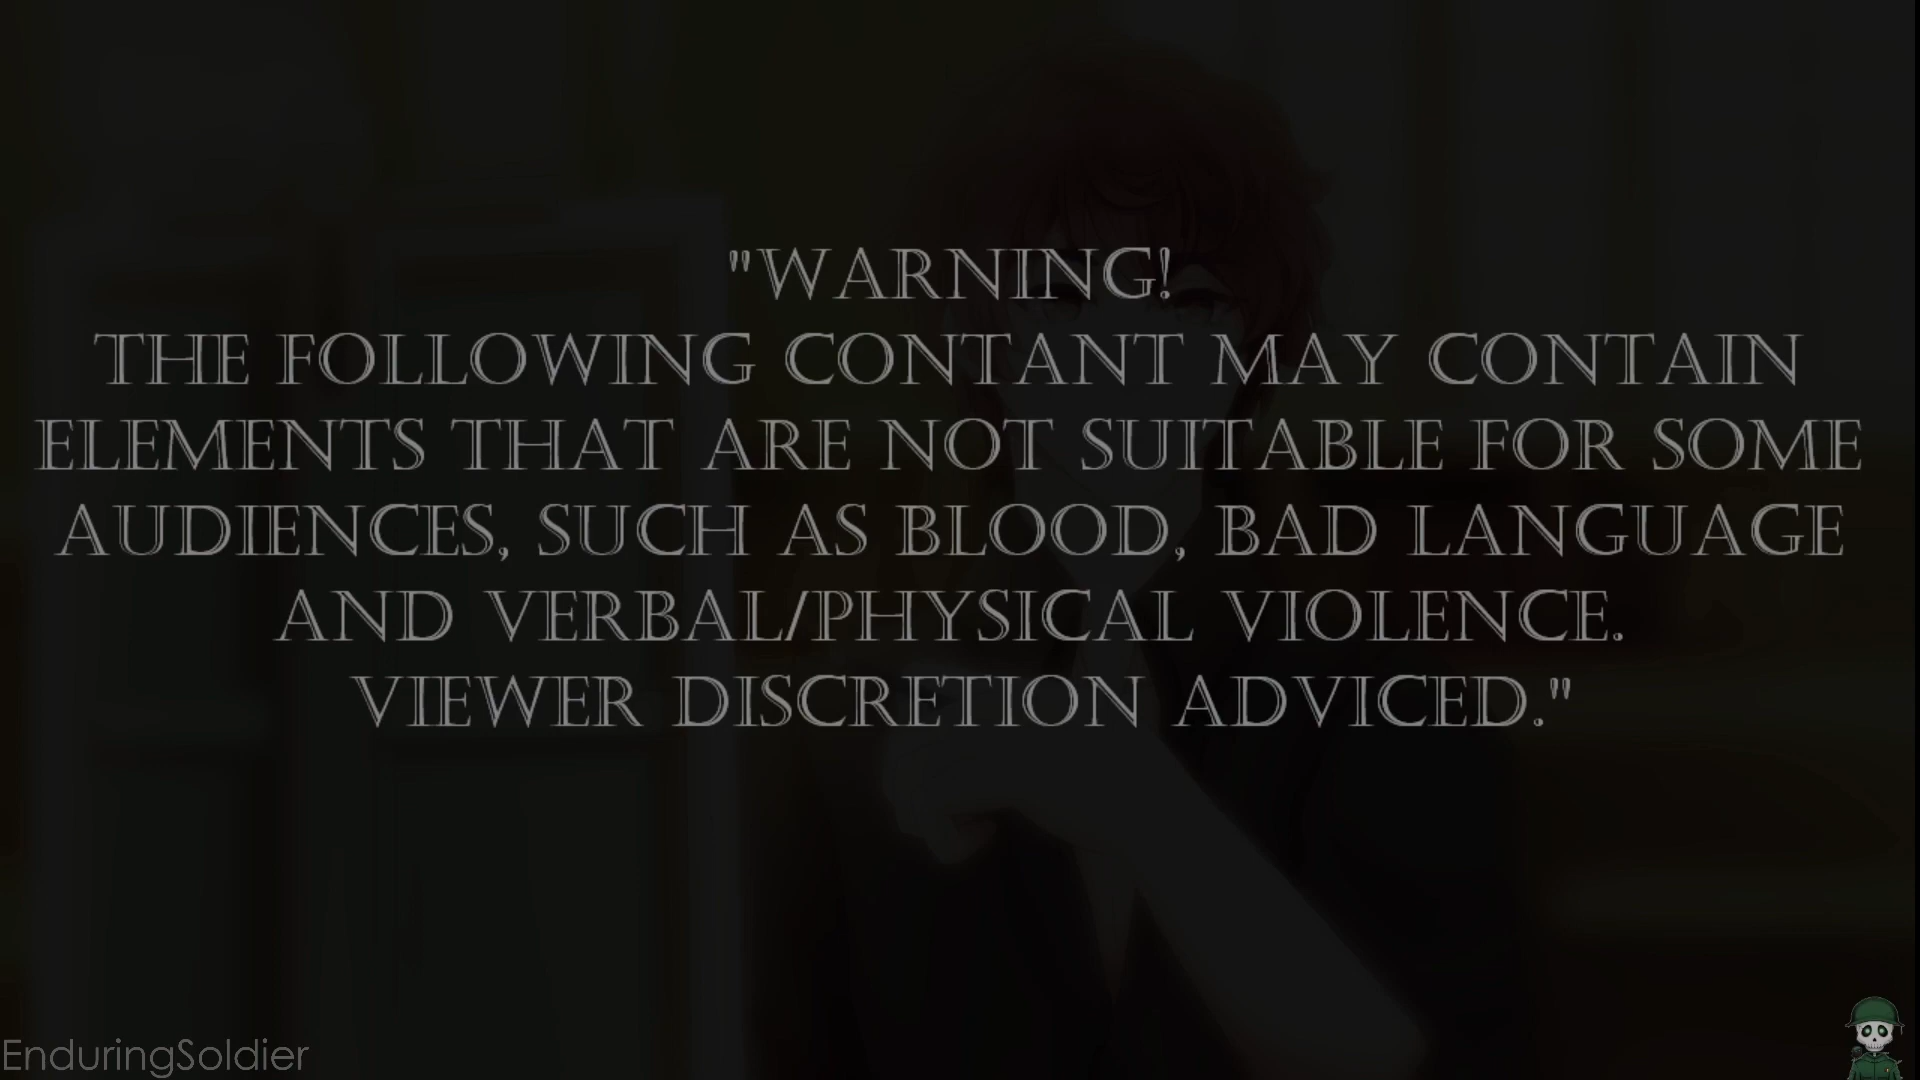 "WARNING!
THE FOLLOWING CONTANT MAY CONTAIN
ELEMENTS THAT ARE NOT SUITABLE FOR SOME
AUDIENCES, SUCH AS BLOOD, BAD LANGUAGE
AND VERBAL/PHYSICAL VIOLENCE.
VIEWER DISCRETION ADVICED."
EnduringSoldier